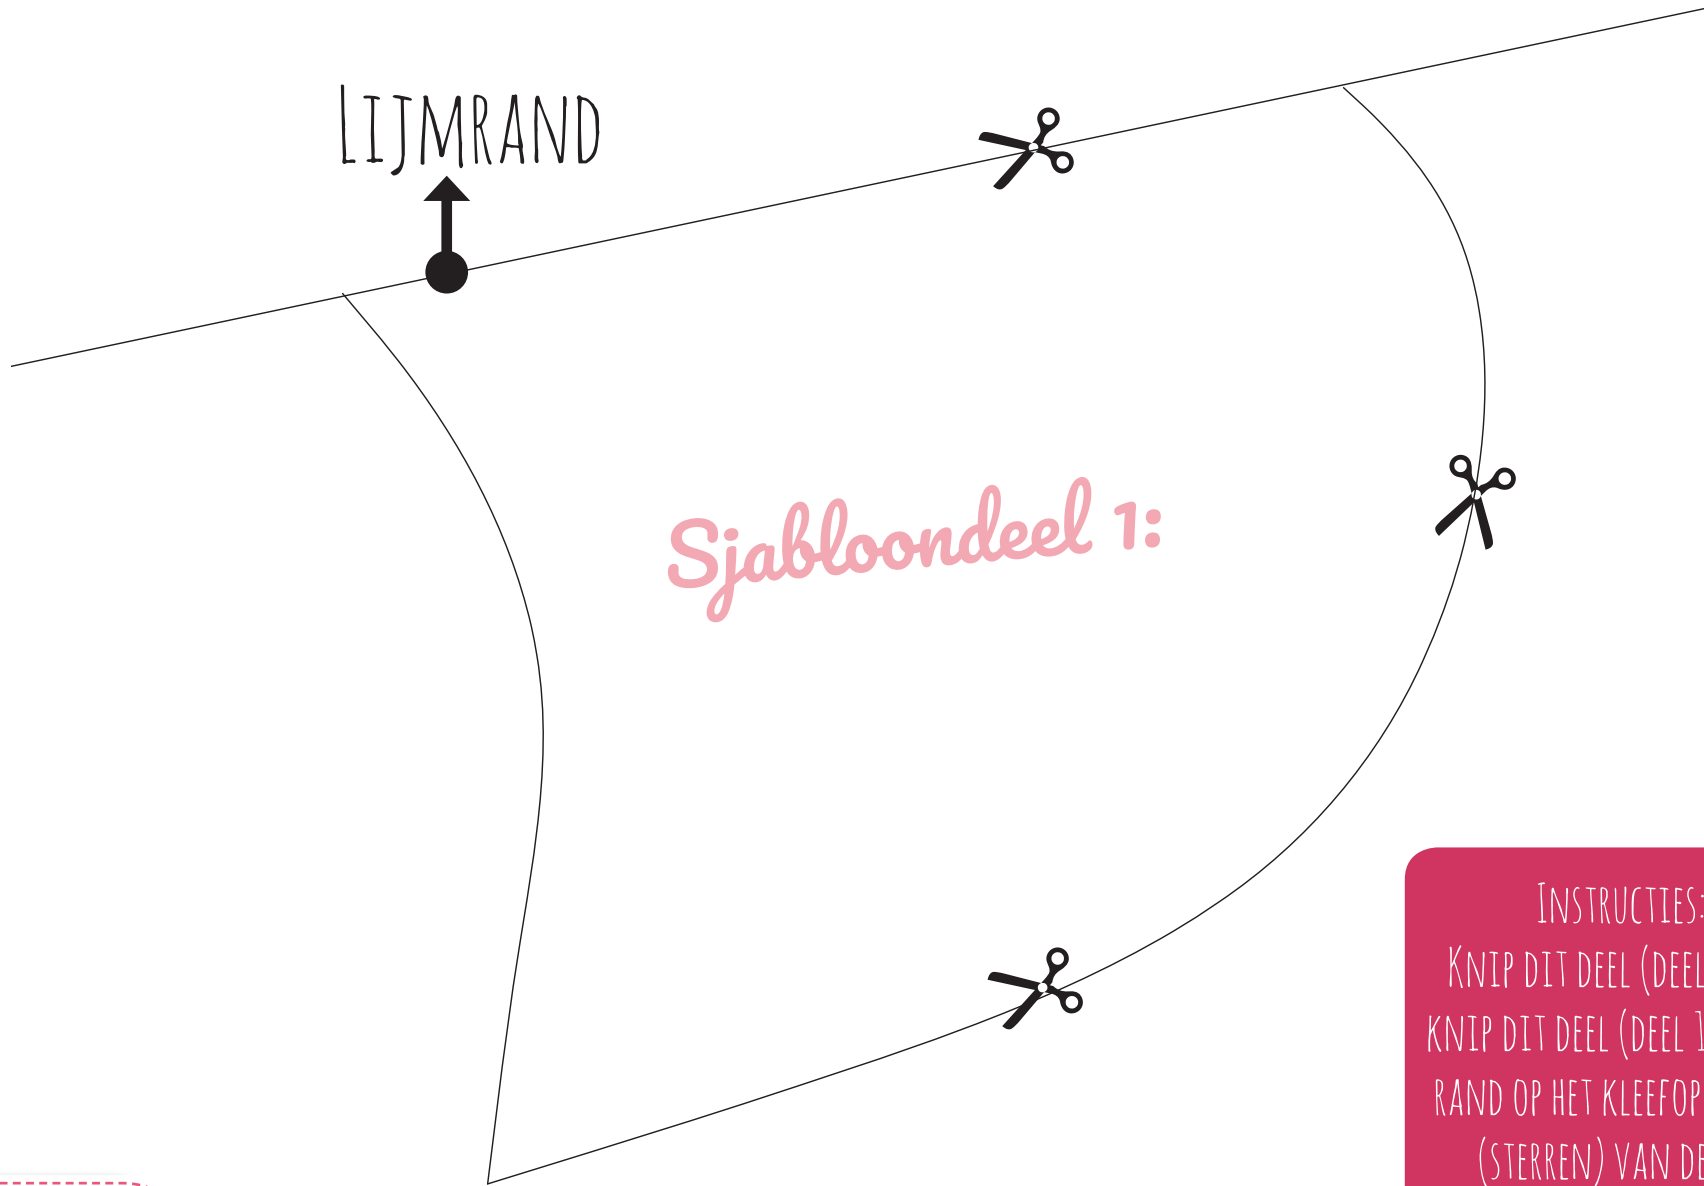 Lijmrand
Sjabloondeel 1:
Instructies:
Knip dit deel (deel
knip dit deel (deel 1
rand op het kleefop
(sterren) van de